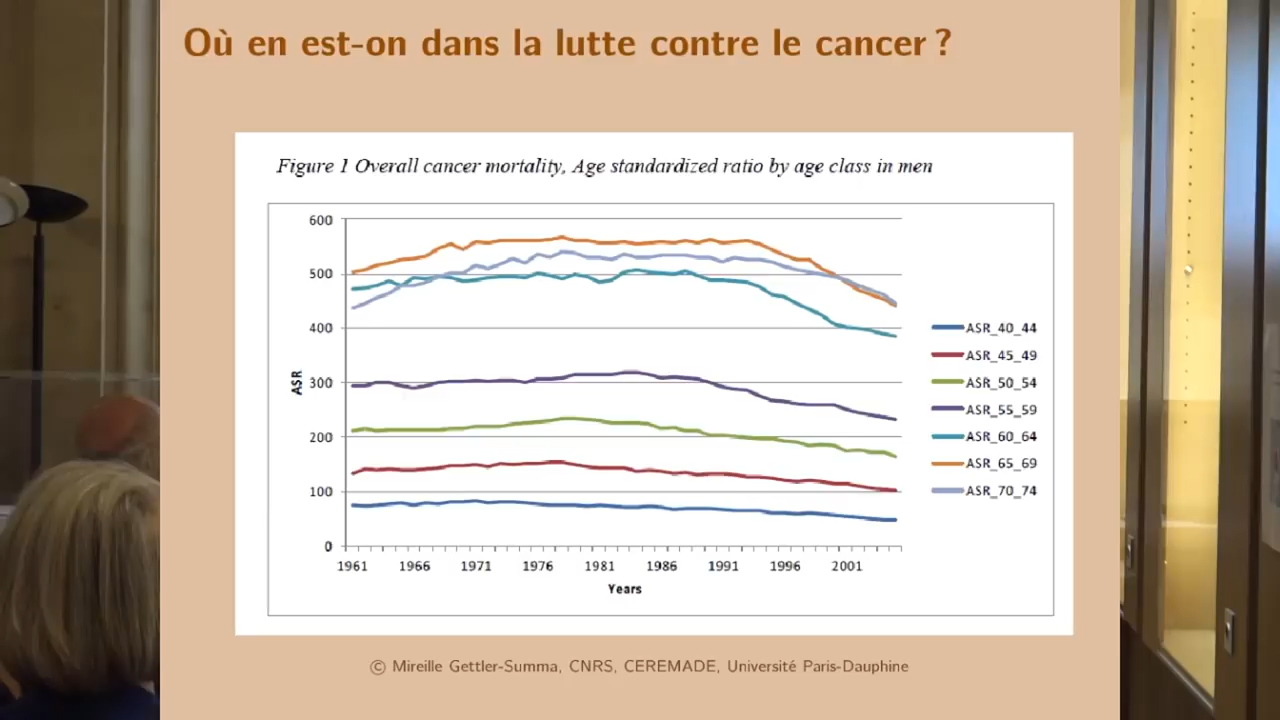 Où en est-on dans la lutte contre le cancer ?
Figure 1 Overall cancer mortality, Age standardized ratio by age class in men
600
500
400
300
200
100
0
ASR
1961 1966 1971 1976 1981 1986 1991 1996 2001
Years
ASR_40_44
ASR_45_49
ASR_50_54
ASR_55_59
ASR_60_64
ASR_65_69
ASR_70_74
© Mireille Gettler-Summa, CNRS, CEREMADE, Université Paris-Dauphine